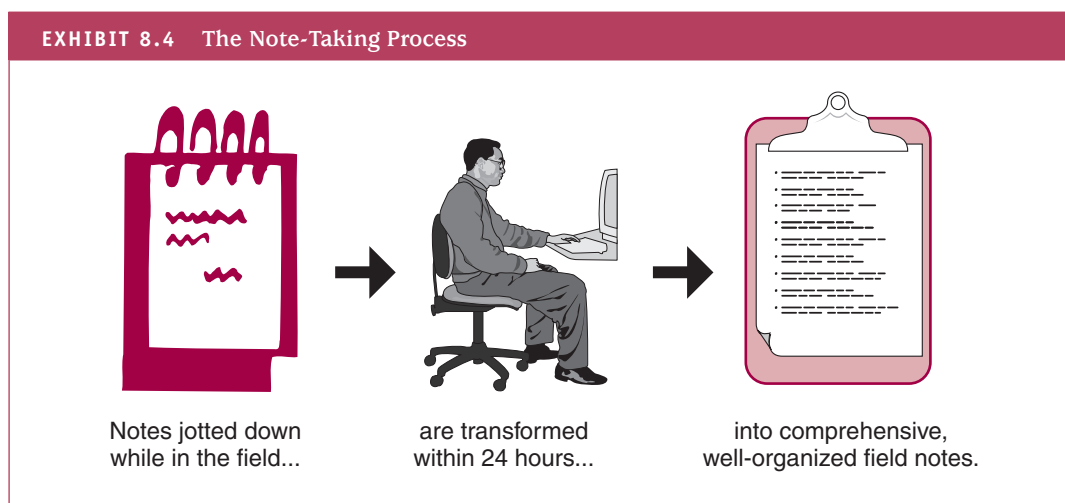 EXHIBIT 8.4 The Note-Taking Process
Notes jotted down
while in the field...
are transformed
within 24 hours...
into comprehensive,
well-organized field notes.